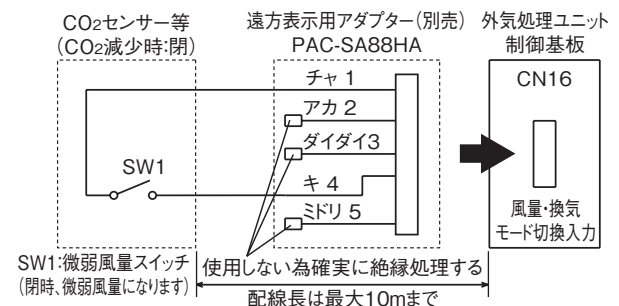 CO2センサー等
(CO2減少時:閉)
遠方表示用アダプター(別売)
PAC-SA88HA
外気処理ユニット
制御基板
チャ 1
アカ 2
ダイダイ3
キ 4
ミドリ 5
SW1
CN16
風量・換気
モード切換入力
SW1:微弱風量スイッチ
(閉時、微弱風量になります)
使用しない為確実に絶縁処理する
配線長は最大10mまで